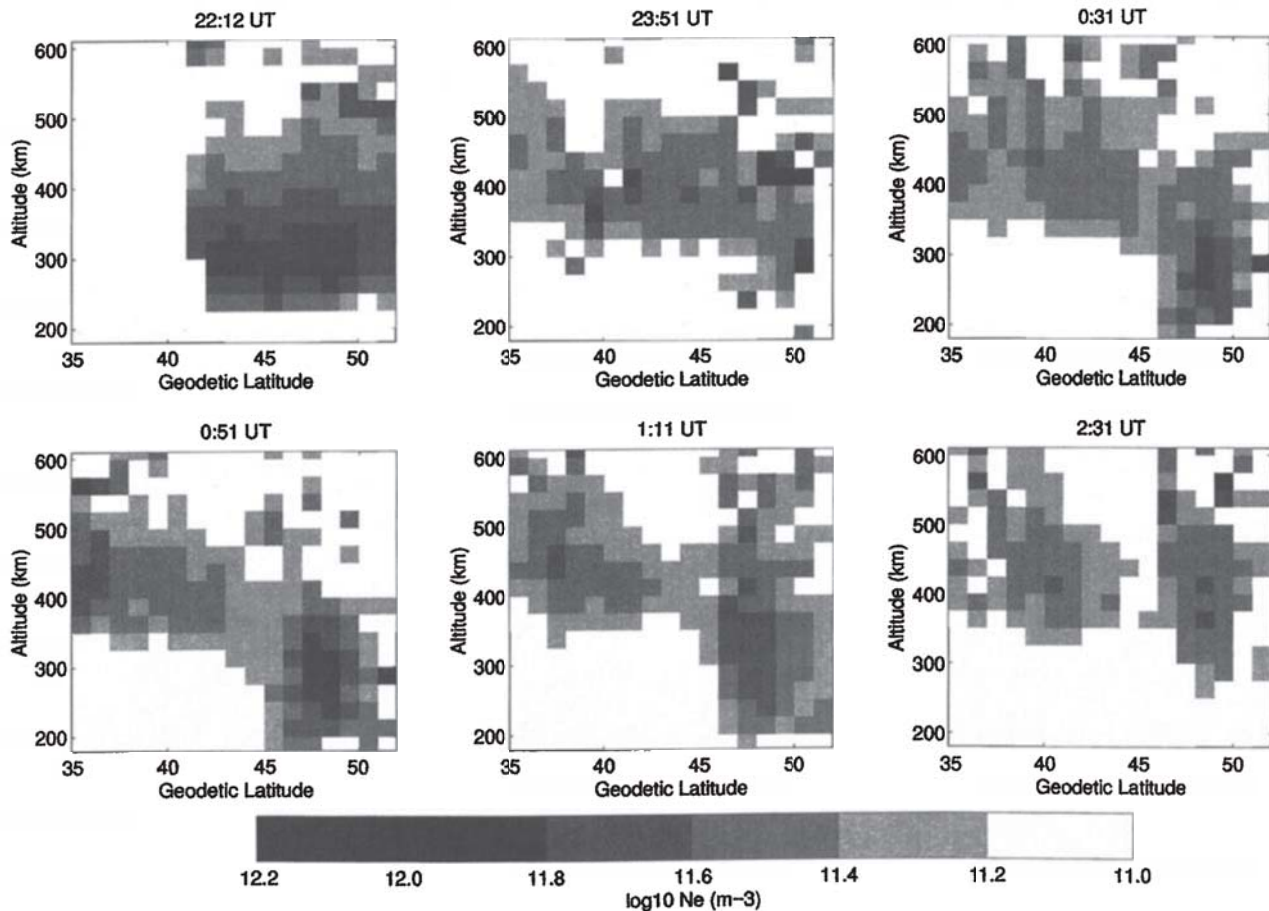 22:12 UT
23:51 UT
0:31 UT
600
500
400
300
200
Altitude (km)
35 40 45 50
Geodetic Latitude
600
500
400
300
200
Altitude (km)
35 40 45 50
Geodetic Latitude
600
500
400
300
200
Altitude (km)
35 40 45 50
Geodetic Latitude
0:51 UT
1:11 UT
2:31 UT
600
500
400
300
200
Altitude (km)
35 40 45 50
Geodetic Latitude
600
500
400
300
200
Altitude (km)
35 40 45 50
Geodetic Latitude
600
500
400
300
200
Altitude (km)
35 40 45 50
Geodetic Latitude
12.2 12.0 11.8 11.6 11.4 11.2 11.0
log10 Ne (m-3)